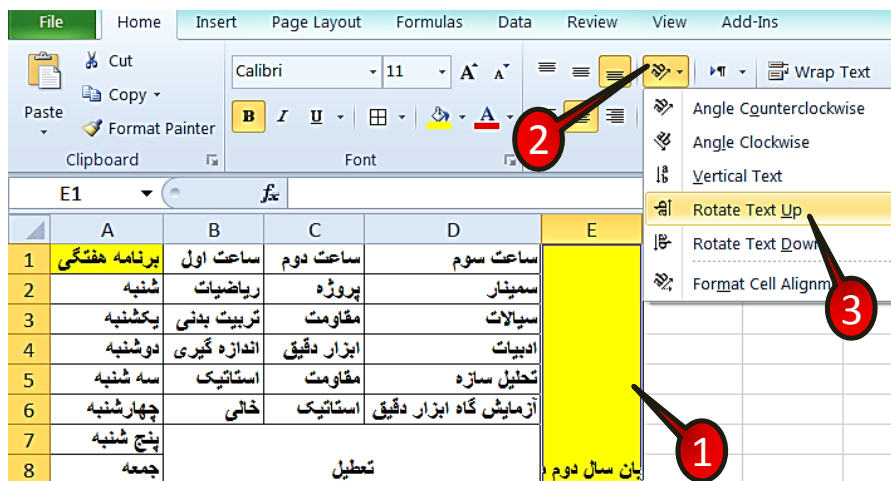 File Home Insert Page Layout Formulas Data Review View Add-Ins
Cut
Copy
Format Painter
Paste
Clipboard
Calibri 11 A A
B I U A
Font
Wrap Text
Angle Counterclockwise
Angle Clockwise
Vertical Text
Rotate Text Up
Rotate Text Down
Format Cell
2
3
1
E1 fx
A B C D E
1 برنامه هفتگی ساعت اول ساعت دوم ساعت سوم
2 شنبه ریاضیات پروژه سمینار
3 یکشنبه تربیت بدنی مقاومت سیالات
4 دوشنبه اندازه گیری ابزار دقیق ادبیات
5 سه شنبه استاتیک مقاومت تحلیل سازه
6 چهارشنبه خالی استاتیک آزمایش گاه ابزار دقیق
7 پنج شنبه
8 جمعه تعطیل سال دوم